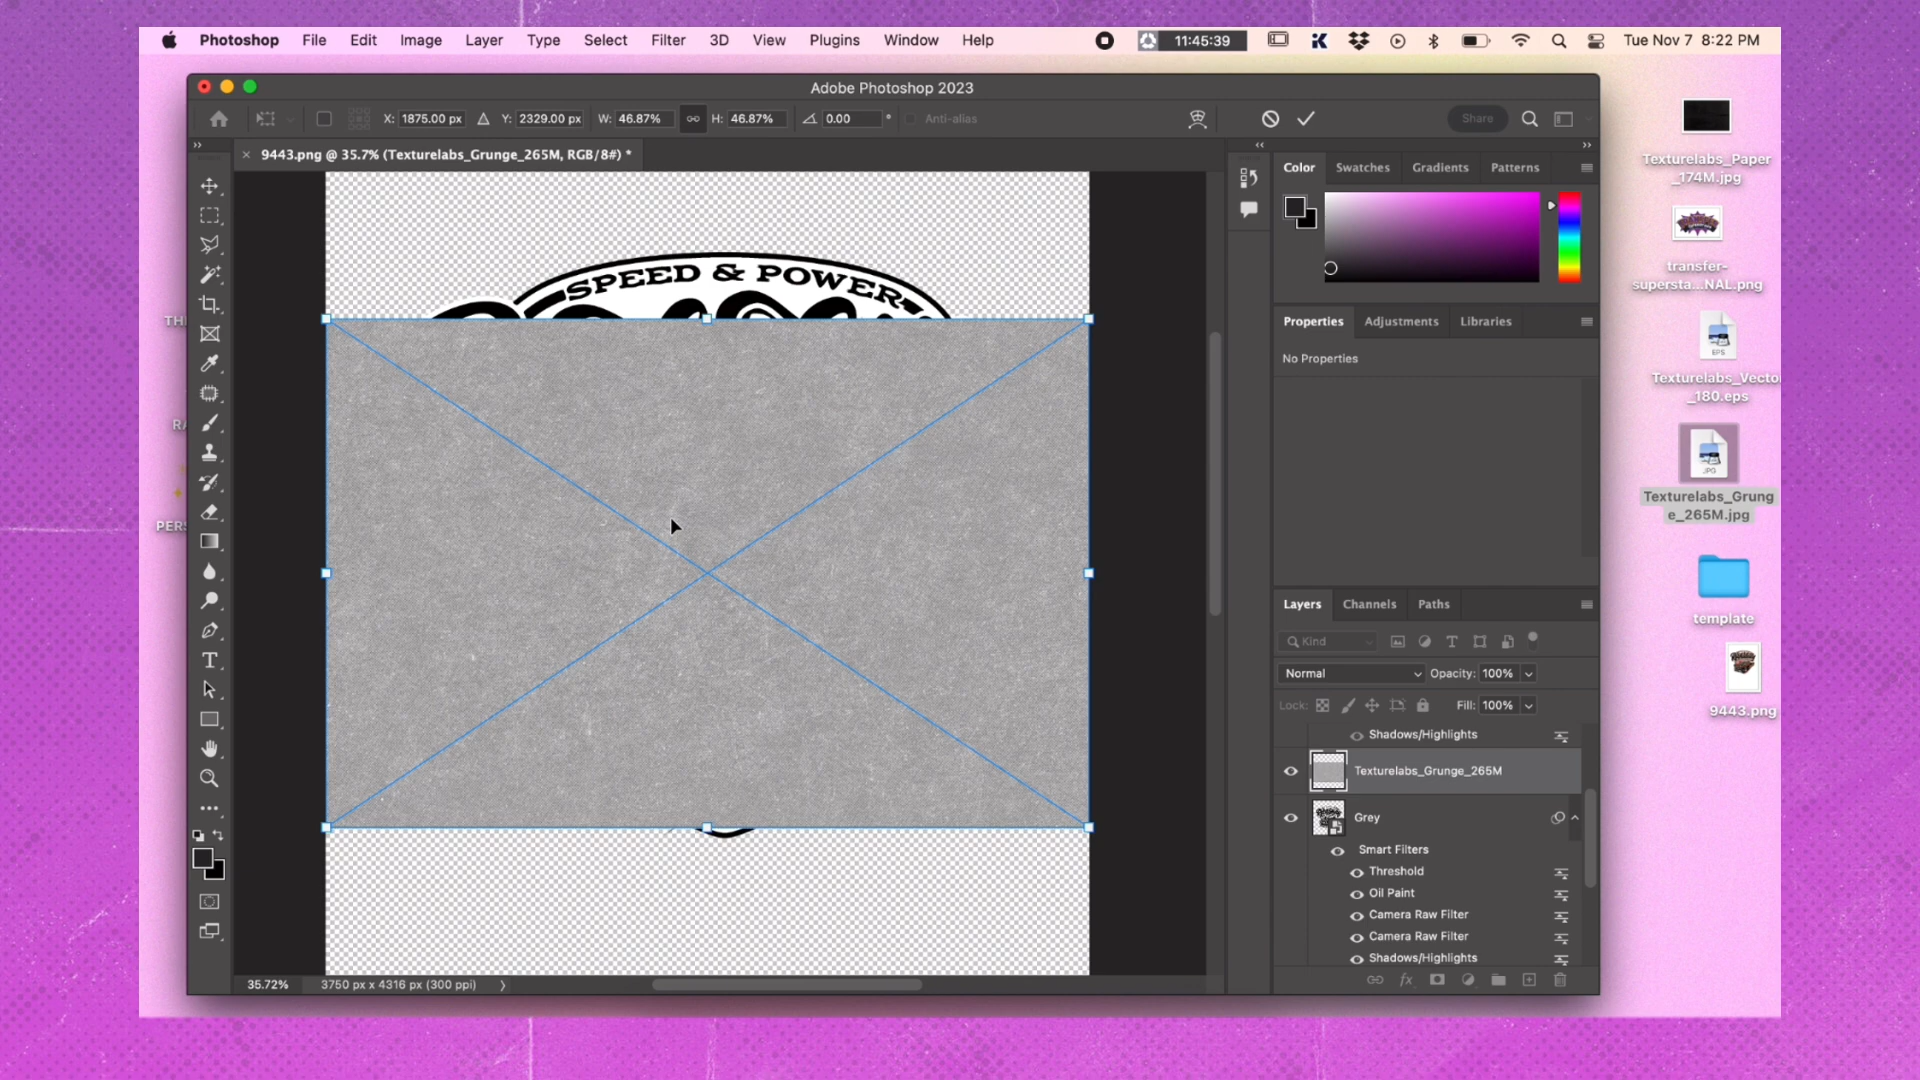 Photoshop File Edit Image Layer Type Select Filter 3D View Plugins Window Help 11:45:39 Tue Nov 7 8:22 PM
Adobe Photoshop 2023
X: 1875.00 px Y: 2329.00 px W: 46.87% H: 46.87% 0.00 ° Anti-alias Share
9443.png @ 35.7% (Texturelabs_Grunge_265M, RGB/8#) *
SPEED & POWER
Color Swatches Gradients Patterns
Properties Adjustments Libraries
No Properties
Layers Channels Paths
Kind
Normal Opacity: 100%
Lock: Fill: 100%
Shadows/Highlights
Texturelabs_Grunge_265M
Grey
Smart Filters
Threshold
Oil Paint
Camera Raw Filter
Camera Raw Filter
Shadows/Highlights
35.72% 3750 px x 4316 px (300 ppi)
Texturelabs_Paper
_174M.jpg
transfer-
supersta...NAL.png
EPS
Texturelabs_Vecto
_180.eps
JPG
Texturelabs_Grung
e_265M.jpg
template
9443.png
TH
RA
PERS